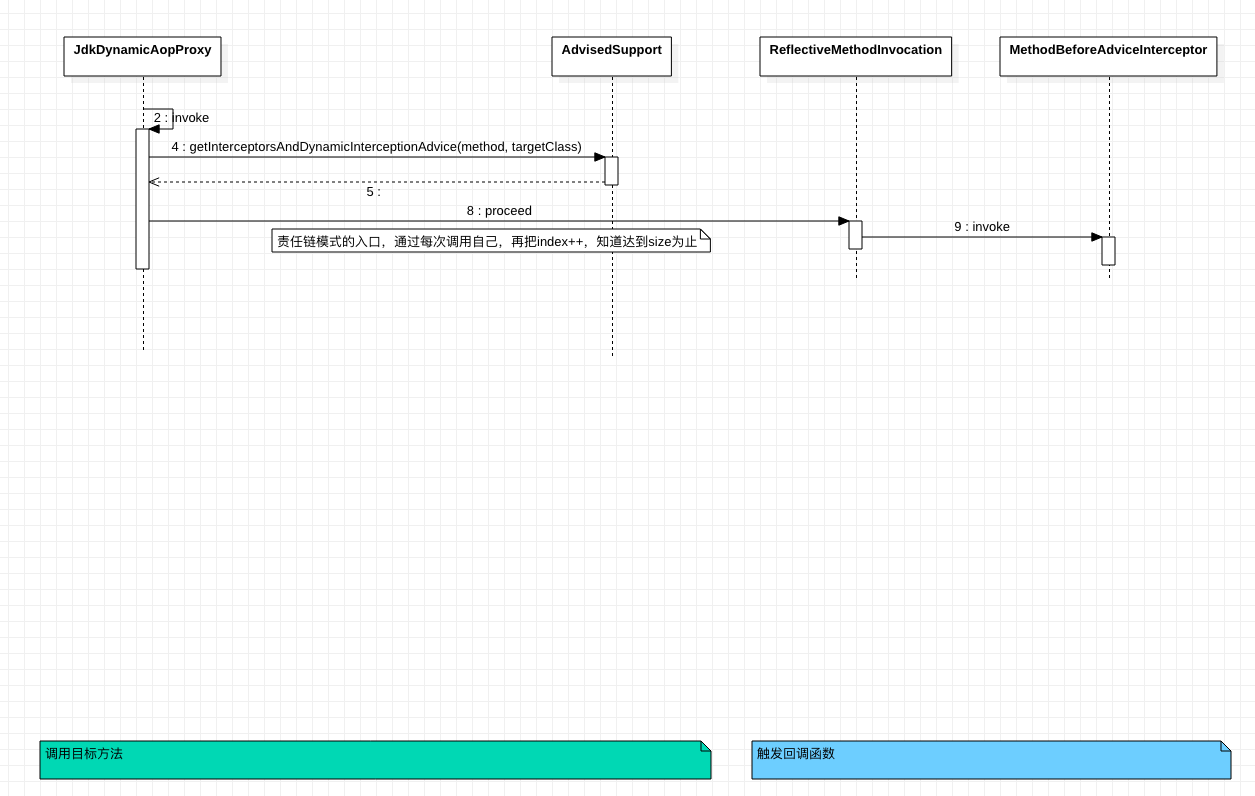 JdkDynamicAopProxy
AdvisedSupport
ReflectiveMethodInvocation
MethodBeforeAdviceInterceptor
2 : invoke
4 : getInterceptorsAndDynamicInterceptionAdvice(method, targetClass)
5 :
8 : proceed
9 : invoke
责任链模式的入口，通过每次调用自己，再把index++，知道达到size为止
调用目标方法
触发回调函数